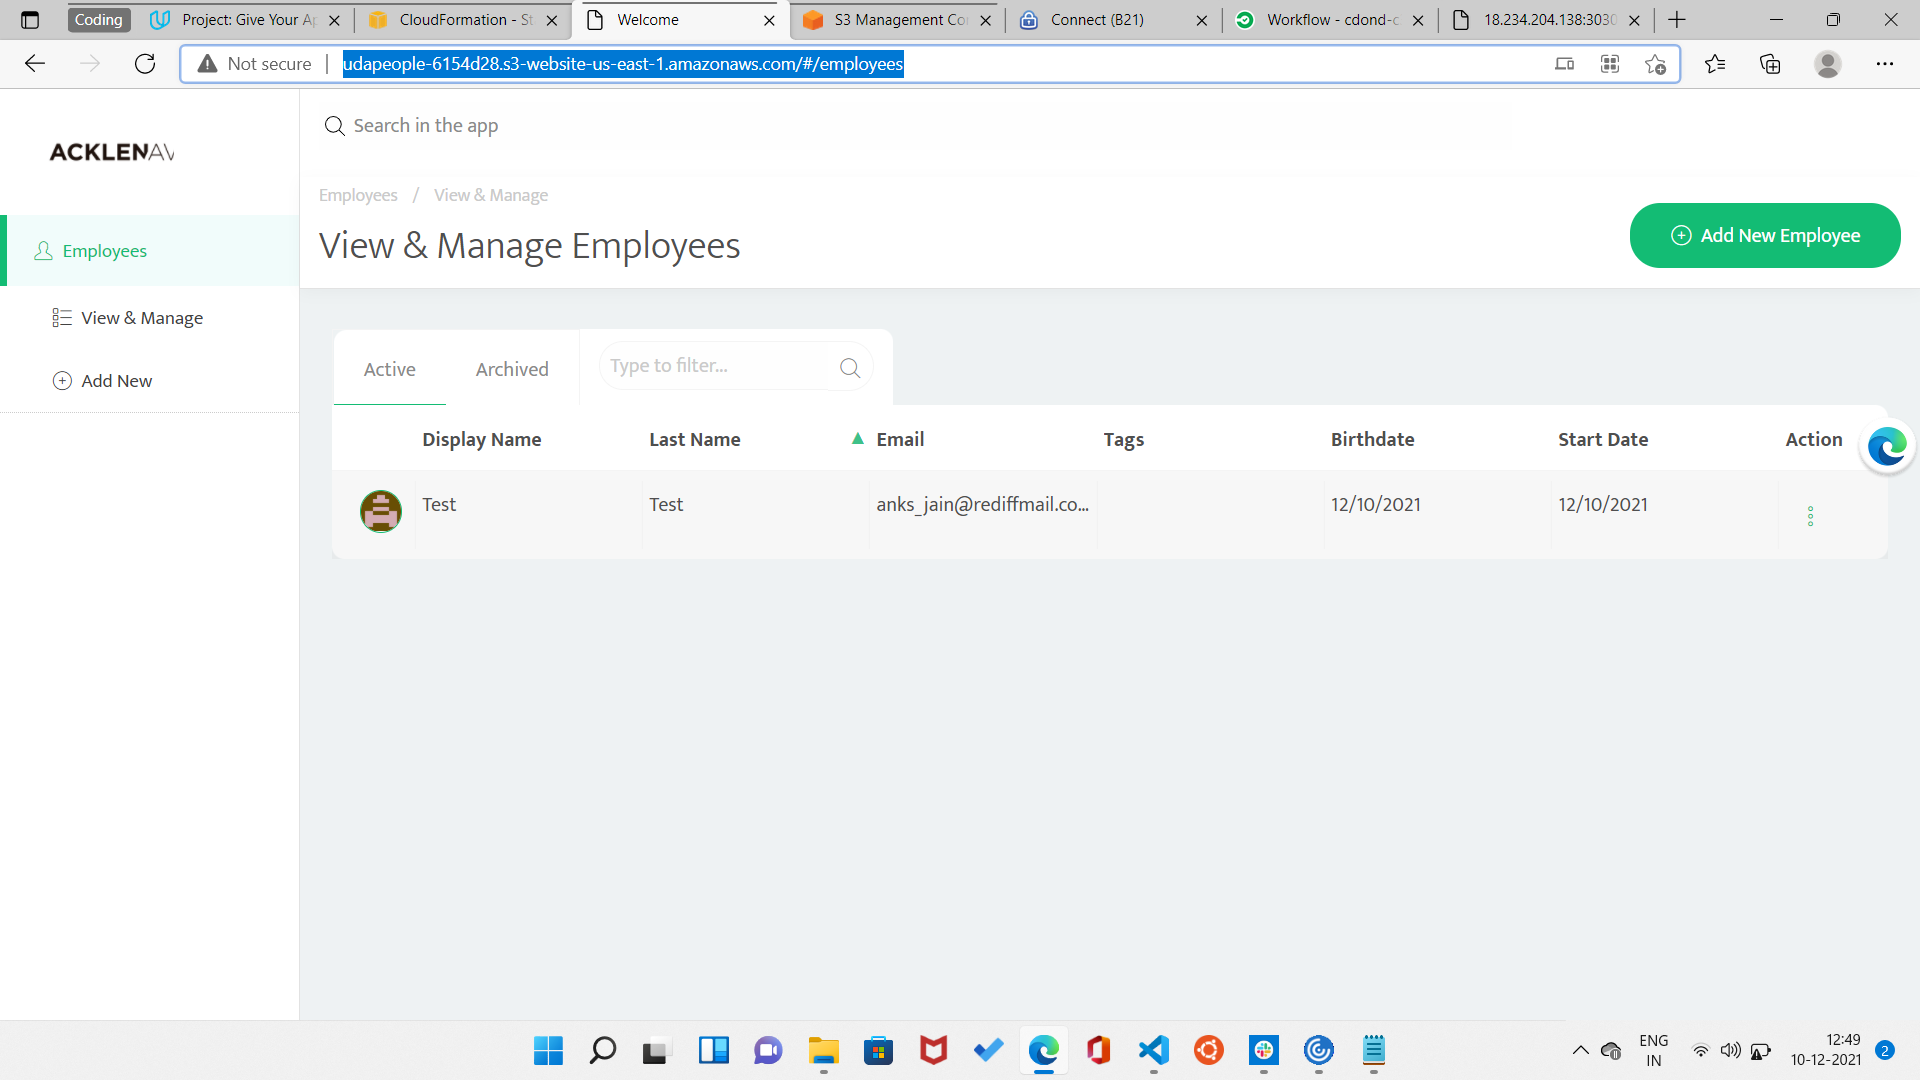 Coding
Project: Give Your Ap
CloudFormation - St
Welcome
S3 Management Co
Connect (B21)
Workflow - cdond-c
18.234.204.138:3030
Not secure
udapeople-6154d28.s3-website-us-east-1.amazonaws.com/#/employees
ACKLENAV
Search in the app
Employees / View & Manage
View & Manage Employees
Add New Employee
Employees
View & Manage
Add New
Active
Archived
Type to filter...
Display Name
Last Name
Email
Tags
Birthdate
Start Date
Action
Test
Test
anks_jain@rediffmail.co...
12/10/2021
12/10/2021
ENG
IN
12:49
10-12-2021
2